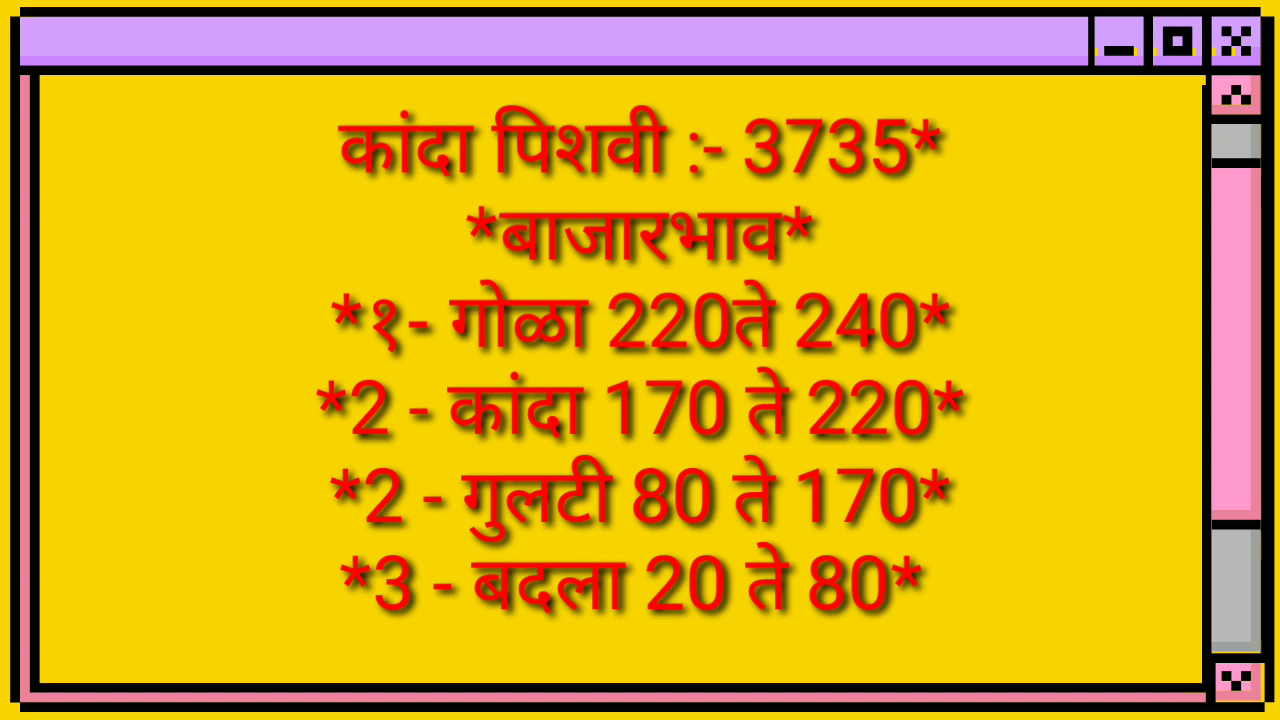 कांदा पिशवी :- 3735*
*बाजारभाव*
*१- गोळा 220ते 240*
*2 - कांदा 170 ते 220*
*2 - गुलटी 80 ते 170*
*3 - बदला 20 ते 80*